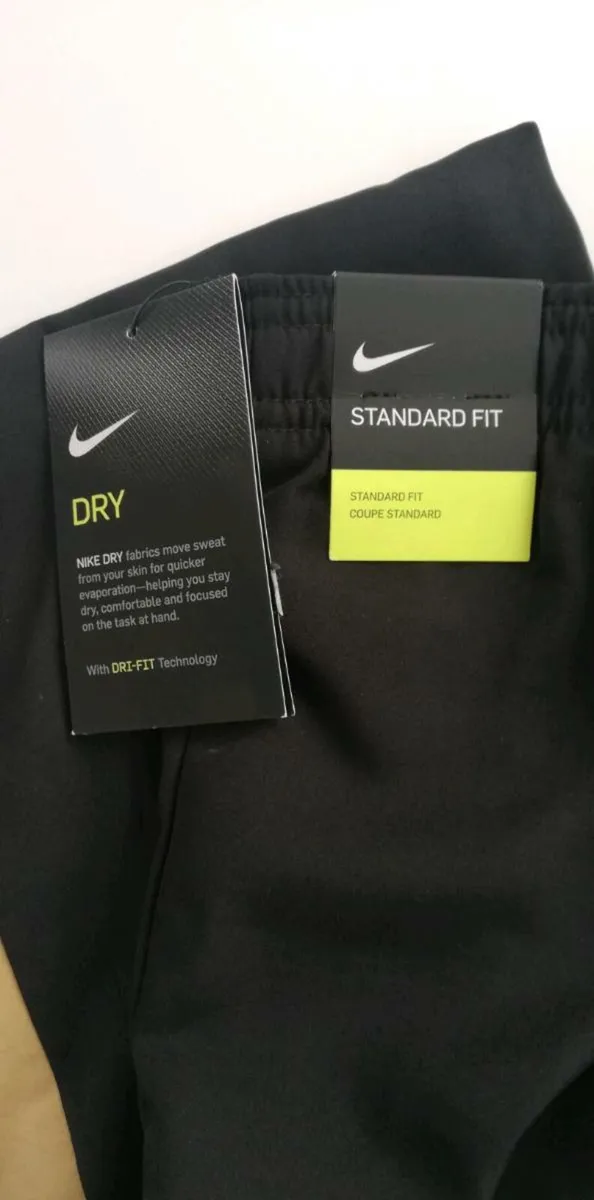 DRY
NIKE DRY fabrics move sweat
from your skin for quicker
evaporation—helping you stay
dry, comfortable and focused
on the task at hand.
With DRI-FIT Technology
STANDARD FIT
STANDARD FIT
COUPE STANDARD